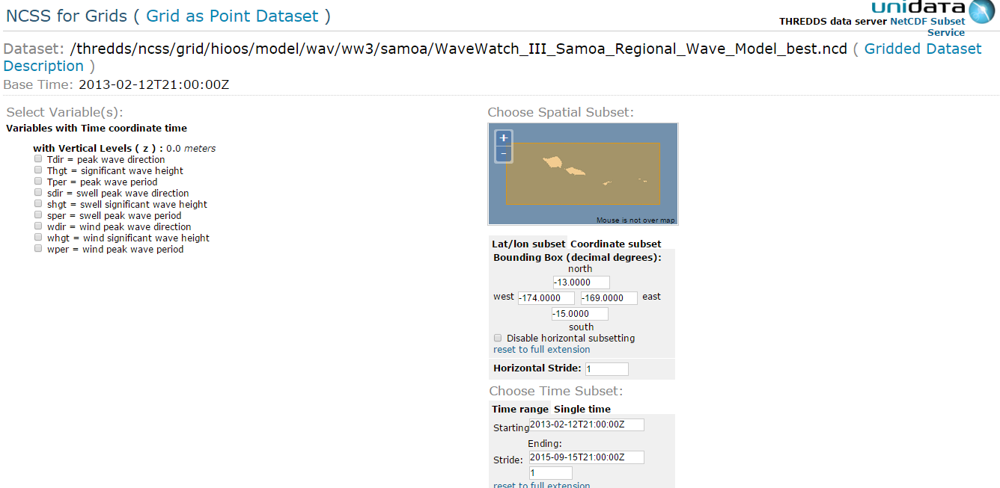 NCSS for Grids ( Grid as Point Dataset )
unidata
THREDDS data server NetCDF Subset
Service
Dataset: /thredds/ncss/grid/hioos/model/wav/ww3/samoa/WaveWatch_III_Samoa_Regional_Wave_Model_best.ncd ( Gridded Dataset
Description )
Base Time: 2013-02-12T21:00:00Z
Select Variable(s):
Variables with Time coordinate time
with Vertical Levels ( z ) : 0.0 meters
Tdir = peak wave direction
Thgt = significant wave height
Tper = peak wave period
sdir = swell peak wave direction
shgt = swell significant wave height
sper = swell peak wave period
wdir = wind peak wave direction
whgt = wind significant wave height
wper = wind peak wave period
Choose Spatial Subset:
+
−
Mouse is not over map
Lat/lon subset Coordinate subset
Bounding Box (decimal degrees):
north
-13.0000
west -174.0000 -169.0000 east
-15.0000
south
Disable horizontal subsetting
reset to full extension
Horizontal Stride: 1
Choose Time Subset:
Time range Single time
Starting 2013-02-12T21:00:00Z
Ending:
Stride: 2015-09-15T21:00:00Z
1
reset to full extension